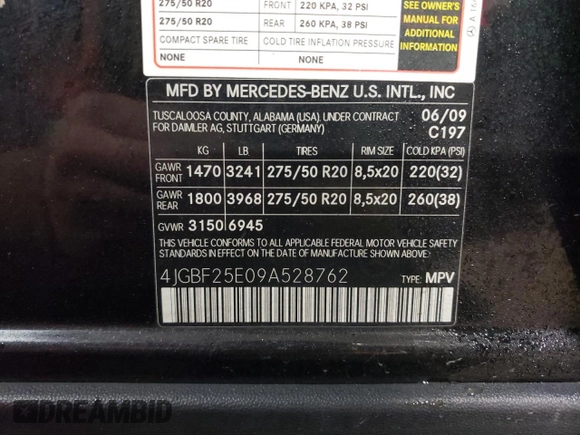 275/50 R20 FRONT 220 KPA, 32 PSI
275/50 R20 REAR 260 KPA, 38 PSI
COMPACT SPARE TIRE COLD TIRE INFLATION PRESSURE
NONE NONE
SEE OWNER'S
MANUAL FOR
ADDITIONAL
INFORMATION
MFD BY MERCEDES-BENZ U.S. INTL., INC
TUSCALOOSA COUNTY, ALABAMA (USA), UNDER CONTRACT
FOR DAIMLER AG, STUTTGART (GERMANY)
06/09
C197
KG LB TIRES RIM SIZE COLD KPA (PSI)
GAWR FRONT 1470 3241 275/50 R20 8,5x20 220(32)
GAWR REAR 1800 3968 275/50 R20 8,5x20 260(38)
GVWR 3150 6945
THIS VEHICLE CONFORMS TO ALL APPLICABLE FEDERAL MOTOR VEHICLE SAFETY
STANDARDS IN EFFECT ON THE DATE OF MANUFACTURE SHOWN ABOVE.
4JGBF25E09A528762 TYPE: MPV
DREAMBID